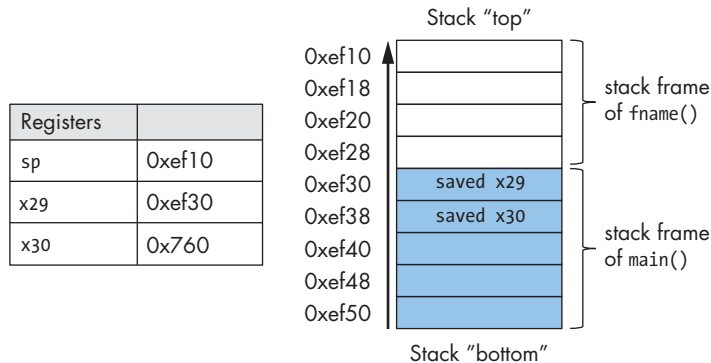 Stack "top"
Registers
sp 0xef10
x29 0xef30
x30 0x760
0xef10
0xef18
0xef20
0xef28
0xef30 saved x29
0xef38 saved x30
0xef40
0xef48
0xef50
stack frame
of fname()
stack frame
of main()
Stack "bottom"